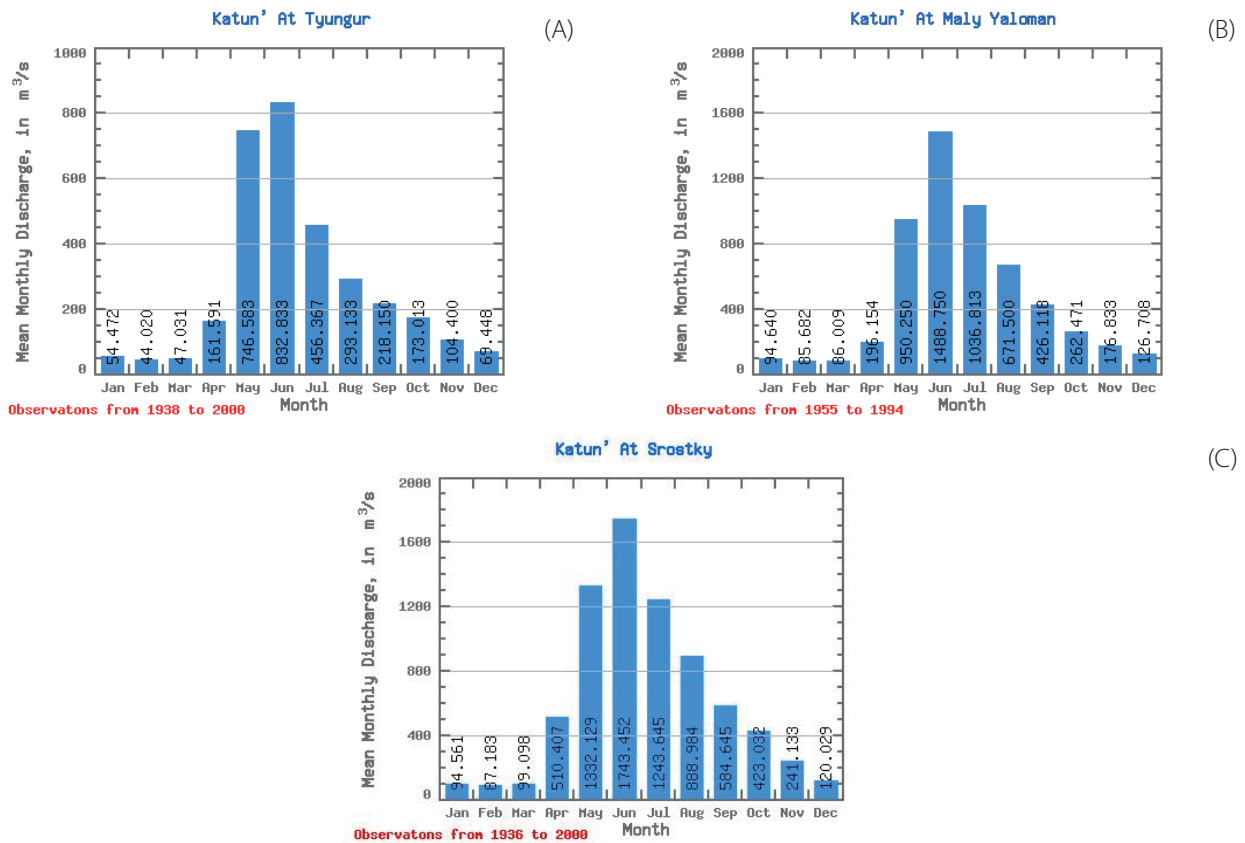 Katun' At Tyungur
(A)
Mean Monthly Discharge, in m³/s
1000
800
600
400
200
0
54.472 44.020 47.031 161.591 746.583 832.833 456.367 293.133 218.150 173.013 104.400 69.448
Jan Feb Mar Apr May Jun Jul Aug Sep Oct Nov Dec
Month
Observatons from 1938 to 2000
Katun' At Maly Yaloman
(B)
Mean Monthly Discharge, in m³/s
2000
1600
1200
800
400
0
94.640 85.682 86.009 196.154 950.250 1488.750 1036.813 671.500 426.118 262.471 176.833 126.708
Jan Feb Mar Apr May Jun Jul Aug Sep Oct Nov Dec
Month
Observatons from 1955 to 1994
Katun' At Srostky
(C)
Mean Monthly Discharge, in m³/s
2000
1600
1200
800
400
0
94.561 87.183 99.098 510.407 1332.129 1743.452 1243.645 888.984 584.645 423.032 241.133 120.029
Jan Feb Mar Apr May Jun Jul Aug Sep Oct Nov Dec
Month
Observatons from 1936 to 2000